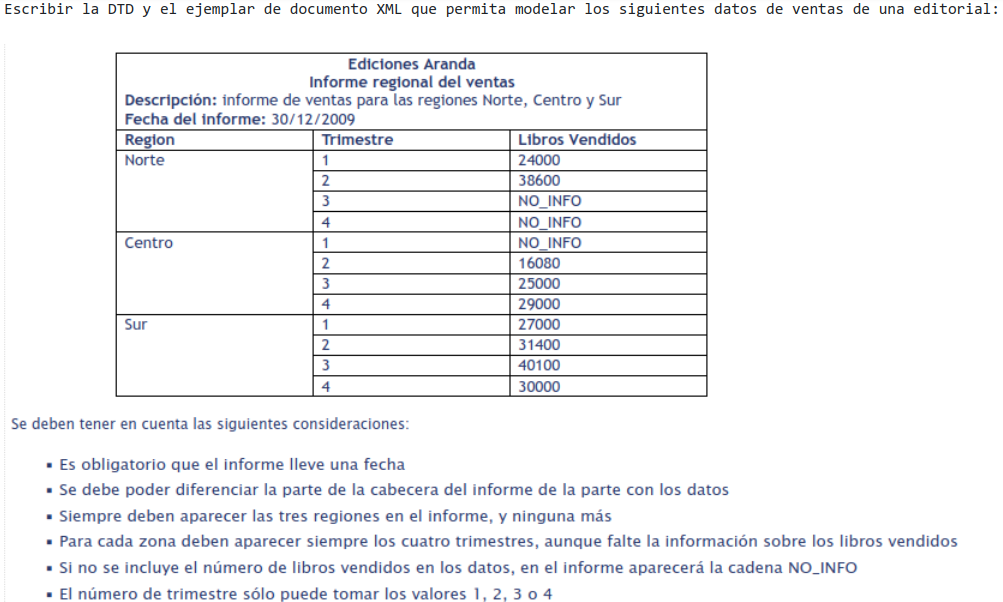 Escribir la DTD y el ejemplar de documento XML que permita modelar los siguientes datos de ventas de una editorial:
Ediciones Aranda
Informe regional del ventas
Descripción: informe de ventas para las regiones Norte, Centro y Sur
Fecha del informe: 30/12/2009
Region Trimestre Libros Vendidos
Norte 1 24000
2 38600
3 NO_INFO
4 NO_INFO
Centro 1 NO_INFO
2 16080
3 25000
4 29000
Sur 1 27000
2 31400
3 40100
4 30000
Se deben tener en cuenta las siguientes consideraciones:
▪ Es obligatorio que el informe lleve una fecha
▪ Se debe poder diferenciar la parte de la cabecera del informe de la parte con los datos
▪ Siempre deben aparecer las tres regiones en el informe, y ninguna más
▪ Para cada zona deben aparecer siempre los cuatro trimestres, aunque falte la información sobre los libros vendidos
▪ Si no se incluye el número de libros vendidos en los datos, en el informe aparecerá la cadena NO_INFO
▪ El número de trimestre sólo puede tomar los valores 1, 2, 3 o 4